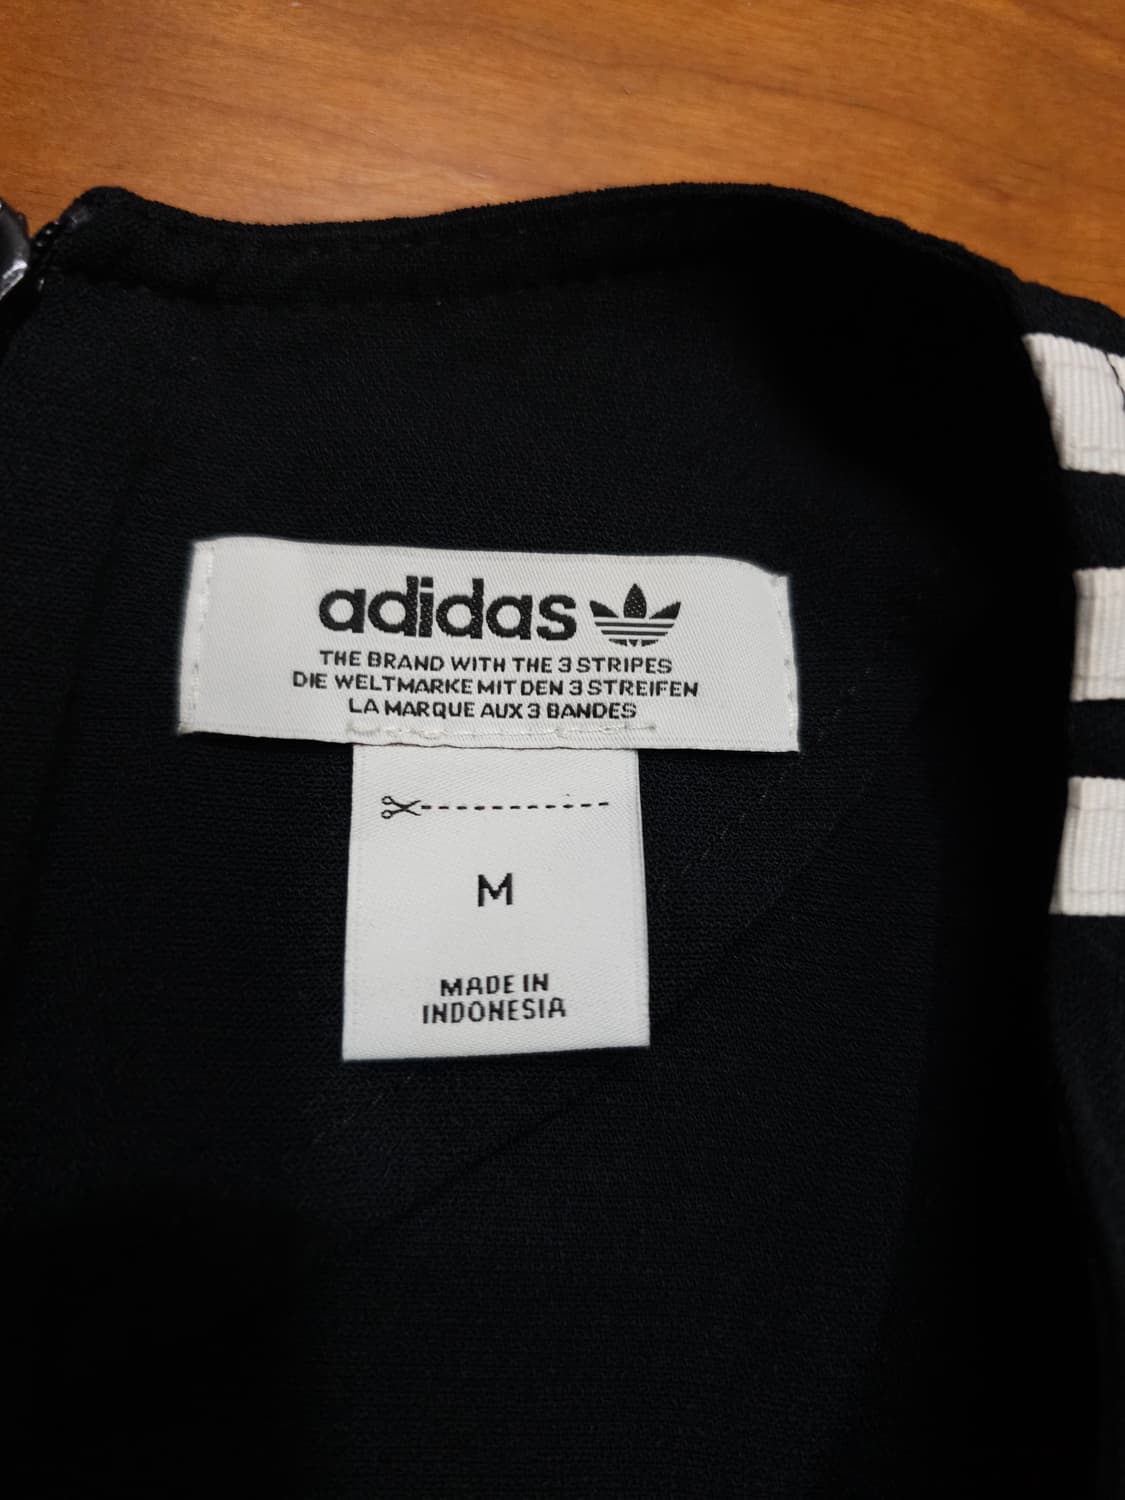 adidas
THE BRAND WITH THE 3 STRIPES
DIE WELTMARKE MIT DEN 3 STREIFEN
LA MARQUE AUX 3 BANDES
M
MADE IN
INDONESIA